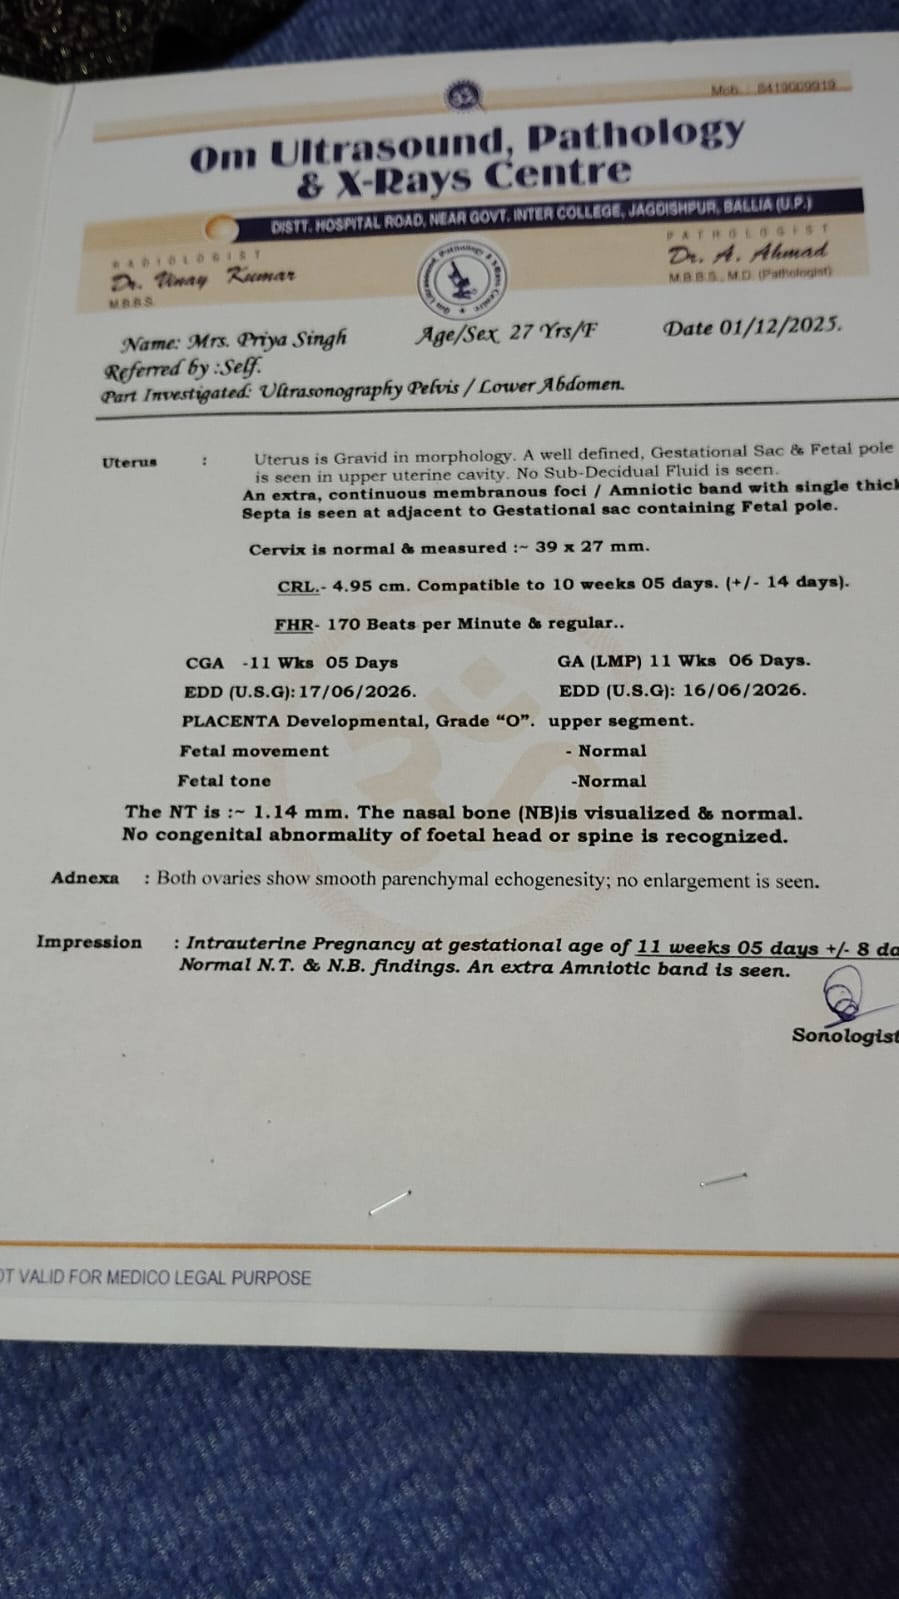 Mob. : 8419009919
Om Ultrasound, Pathology
& X-Rays Centre
DISTT. HOSPITAL ROAD, NEAR GOVT. INTER COLLEGE, JAGDISHPUR, BALLIA (U.P.)
RADIOLOGIST
Dr. Vinay Kumar
M.B.B.S.
PATHOLOGIST
Dr. A. Ahmad
M.B.B.S., M.D. (Pathologist)
Om Ultrasound, Pathology & X-Rays Centre
Name: Mrs. Priya Singh Age/Sex 27 Yrs/F Date 01/12/2025.
Referred by :Self.
Part Investigated: Ultrasonography Pelvis / Lower Abdomen.
Uterus : Uterus is Gravid in morphology. A well defined, Gestational Sac & Fetal pole
is seen in upper uterine cavity. No Sub-Decidual Fluid is seen.
An extra, continuous membranous foci / Amniotic band with single thick
Septa is seen at adjacent to Gestational sac containing Fetal pole.
Cervix is normal & measured :~ 39 x 27 mm.
CRL.- 4.95 cm. Compatible to 10 weeks 05 days. (+/- 14 days).
FHR- 170 Beats per Minute & regular..
CGA -11 Wks 05 Days GA (LMP) 11 Wks 06 Days.
EDD (U.S.G): 17/06/2026. EDD (U.S.G): 16/06/2026.
PLACENTA Developmental, Grade "O". upper segment.
Fetal movement - Normal
Fetal tone -Normal
The NT is :~ 1.14 mm. The nasal bone (NB)is visualized & normal.
No congenital abnormality of foetal head or spine is recognized.
Adnexa : Both ovaries show smooth parenchymal echogenesity; no enlargement is seen.
Impression : Intrauterine Pregnancy at gestational age of 11 weeks 05 days +/- 8 da
Normal N.T. & N.B. findings. An extra Amniotic band is seen.
Sonologist
OT VALID FOR MEDICO LEGAL PURPOSE